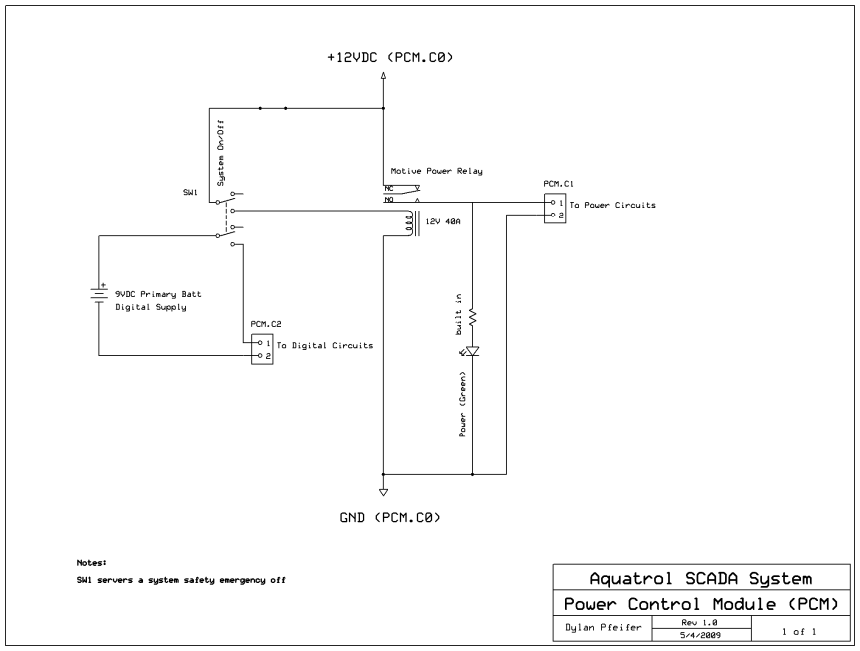 +12VDC (PCM.C0)
System On/Off
Motive Power Relay
NC
NO
SW1
PCM.C1
1
2
To Power Circuits
12V 40A
+
9VDC Primary Batt
Digital Supply
built in
PCM.C2
1
2
To Digital Circuits
Power (Green)
GND (PCM.C0)
Notes:
SW1 servers a system safety emergency off
Aquatrol SCADA System
Power Control Module (PCM)
Dylan Pfeifer
Rev 1.0
5/4/2009
1 of 1